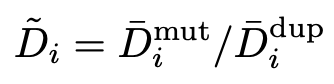 D̃_i = D̄_i^mut / D̄_i^dup